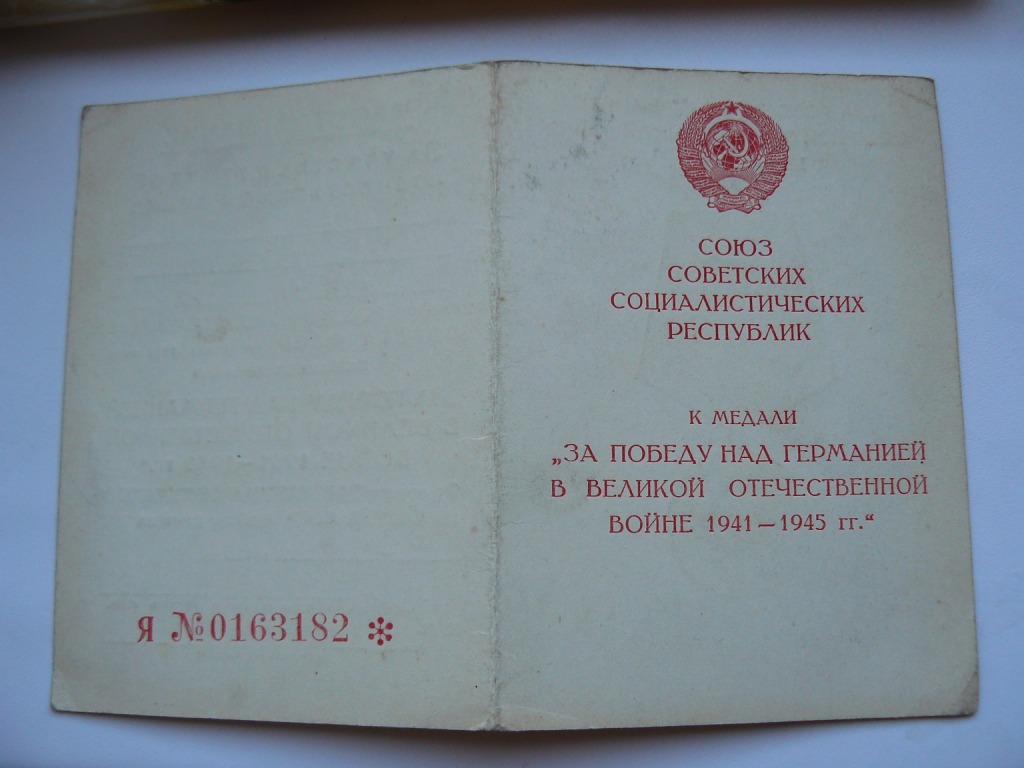 СОЮЗ
СОВЕТСКИХ
СОЦИАЛИСТИЧЕСКИХ
РЕСПУБЛИК
К МЕДАЛИ
„ЗА ПОБЕДУ НАД ГЕРМАНИЕЙ
В ВЕЛИКОЙ ОТЕЧЕСТВЕННОЙ
ВОЙНЕ 1941 — 1945 гг.“
Я №0163182 *